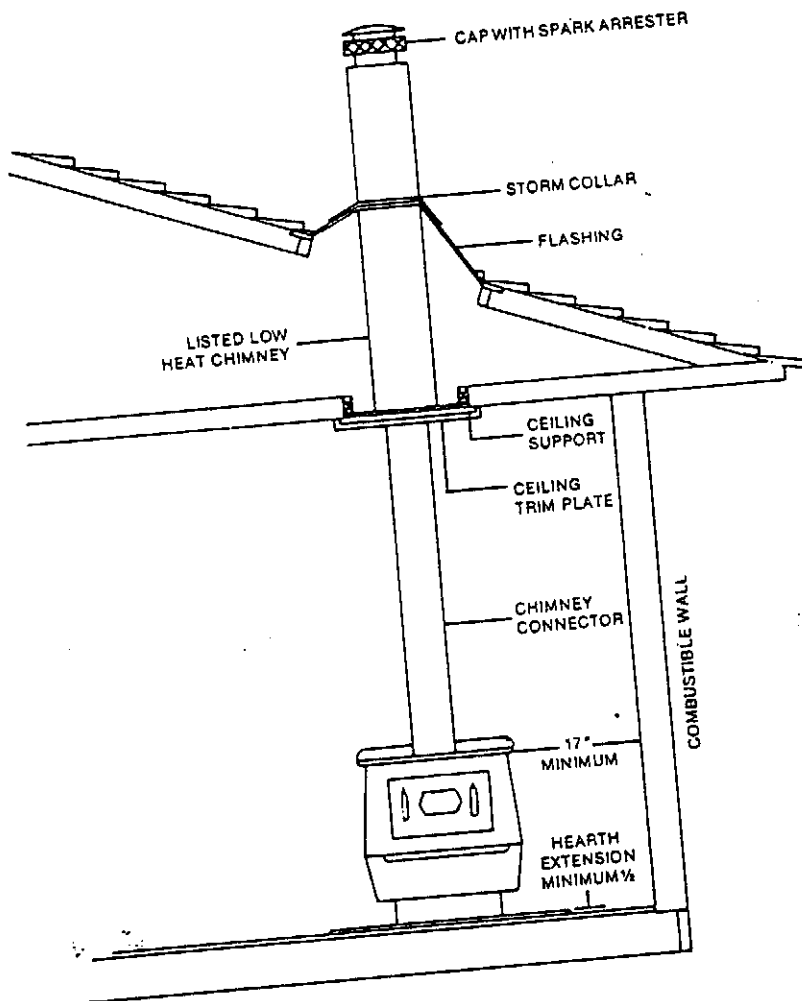 CAP WITH SPARK ARRESTER
STORM COLLAR
FLASHING
LISTED LOW
HEAT CHIMNEY
CEILING
SUPPORT
CEILING
TRIM PLATE
CHIMNEY
CONNECTOR
COMBUSTIBLE WALL
17"
MINIMUM
HEARTH
EXTENSION
MINIMUM ½